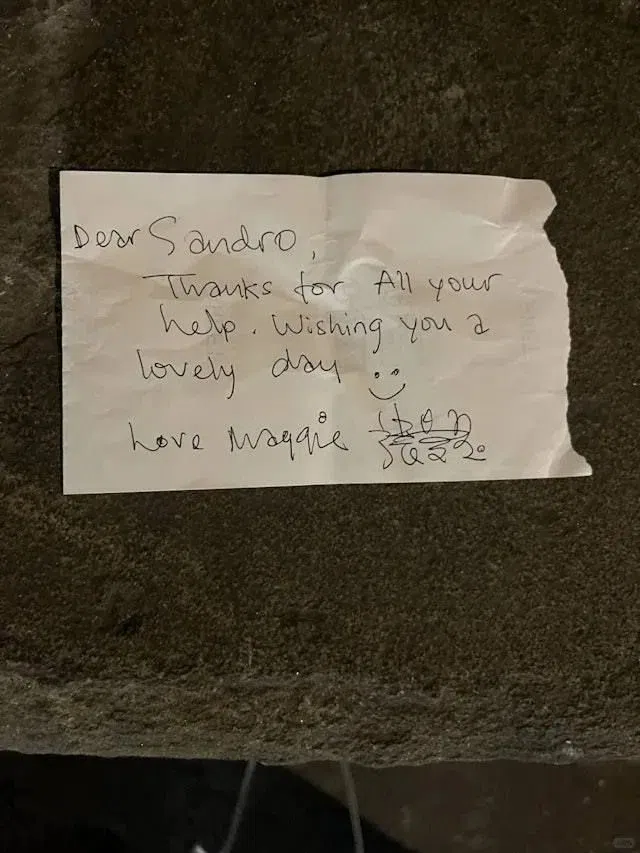 Dear Sandro,
Thanks for All your
help. Wishing you a
lovely day
Love Maggie